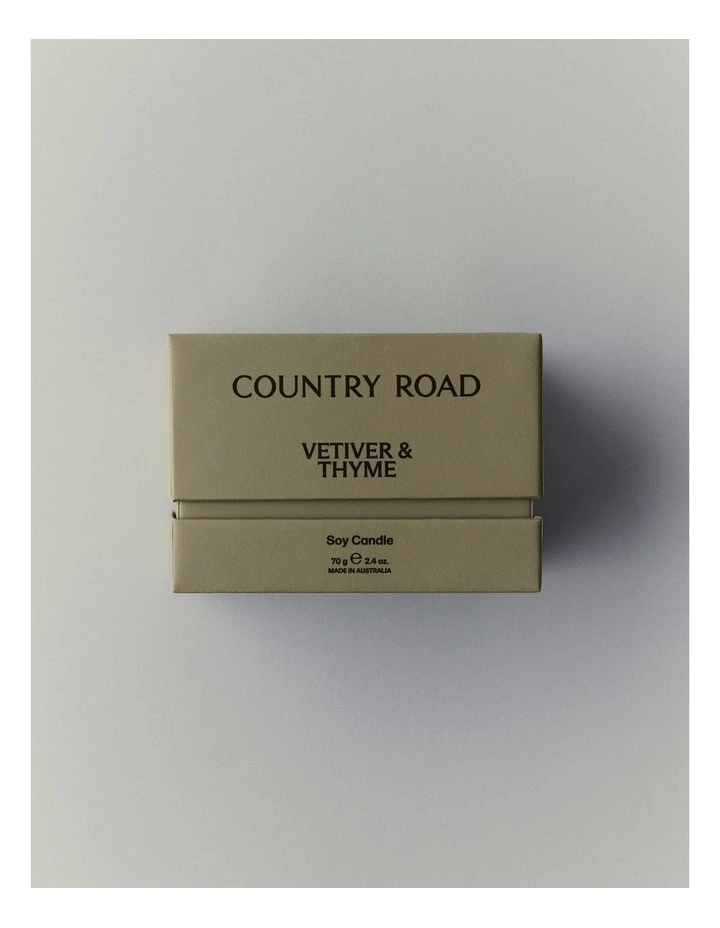 COUNTRY ROAD
VETIVER &
THYME
Soy Candle
70 g ℮ 2.4 oz.
MADE IN AUSTRALIA